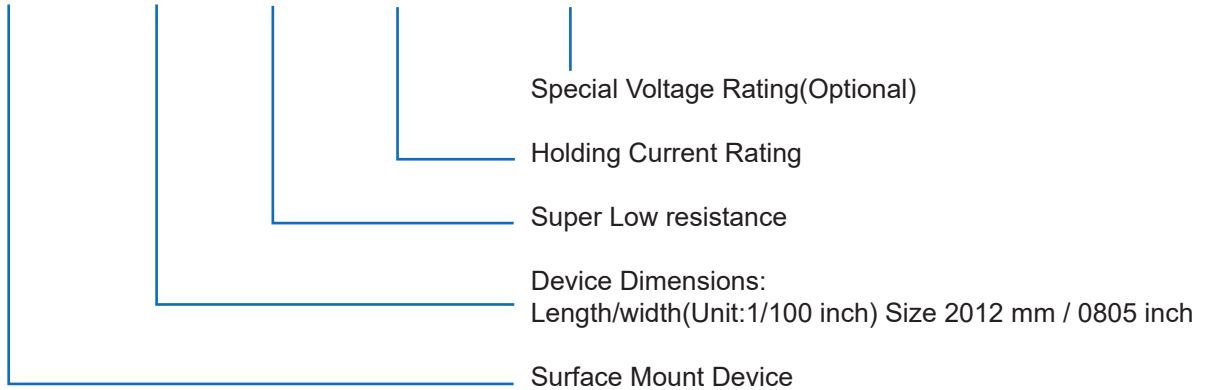 Special Voltage Rating(Optional)
Holding Current Rating
Super Low resistance
Device Dimensions:
Length/width(Unit:1/100 inch) Size 2012 mm / 0805 inch
Surface Mount Device